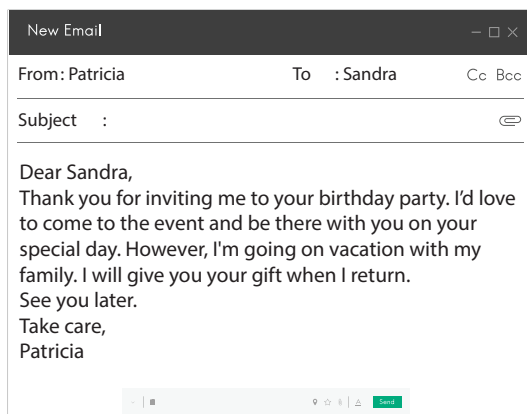 New Email
From: Patricia To : Sandra Cc Bcc
Subject :
Dear Sandra,
Thank you for inviting me to your birthday party. I’d love
to come to the event and be there with you on your
special day. However, I'm going on vacation with my
family. I will give you your gift when I return.
See you later.
Take care,
Patricia
A Send